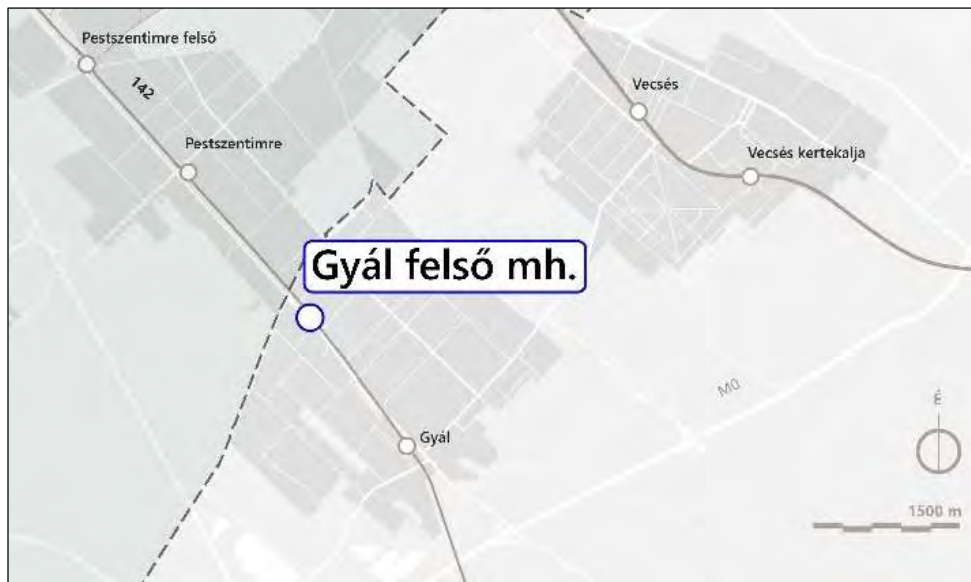 Pestszentimre felső
142
Vecsés
Pestszentimre
Vecsés kertekalja
Gyál felső mh.
M0
É
Gyál
1500 m